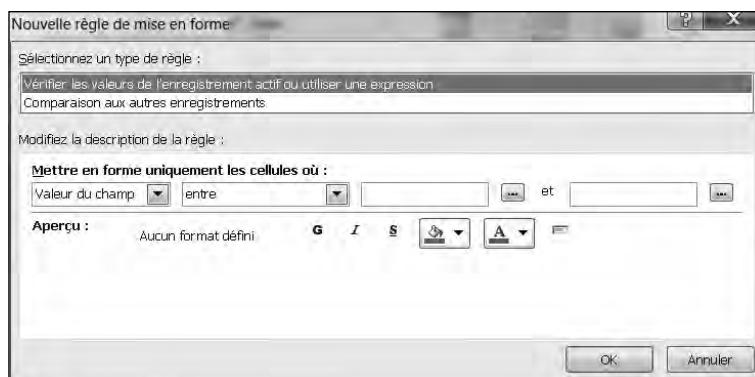 Nouvelle règle de mise en forme
Sélectionnez un type de règle :
Vérifier les valeurs de l'enregistrement actif ou utiliser une expression
Comparaison aux autres enregistrements
Modifiez la description de la règle :
Mettre en forme uniquement les cellules où :
Valeur du champ entre ... et ...
Aperçu : Aucun format défini G I S A
OK Annuler